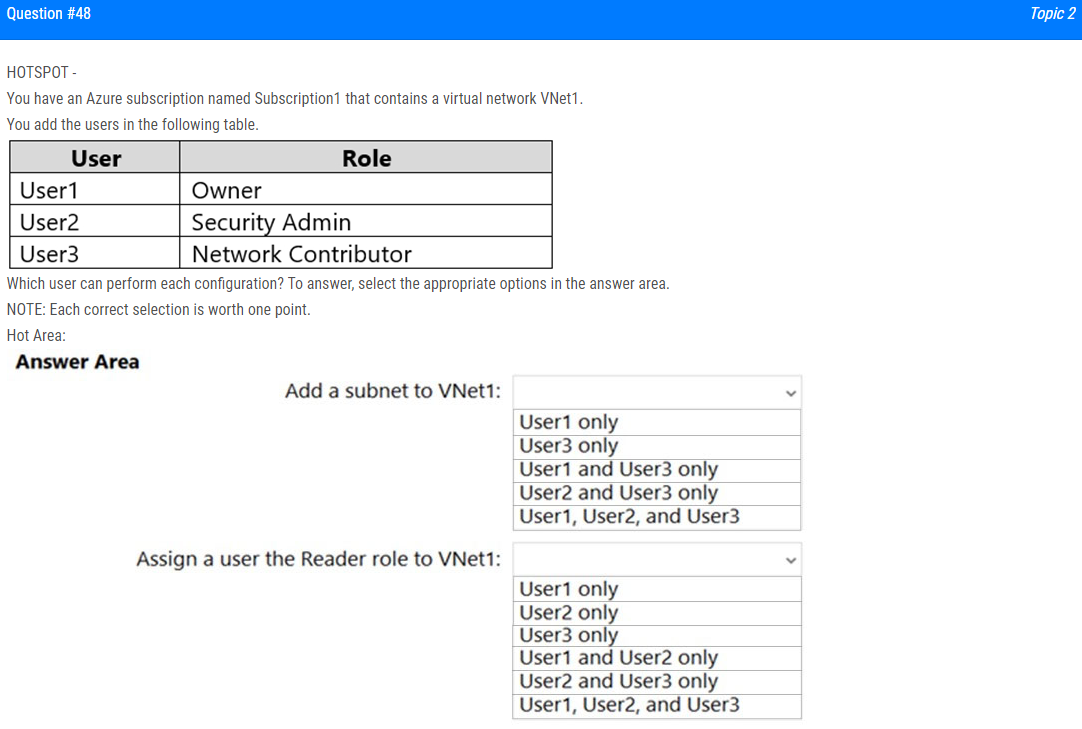 Question #48 Topic 2
HOTSPOT -
You have an Azure subscription named Subscription1 that contains a virtual network VNet1.
You add the users in the following table.
User Role
User1 Owner
User2 Security Admin
User3 Network Contributor
Which user can perform each configuration? To answer, select the appropriate options in the answer area.
NOTE: Each correct selection is worth one point.
Hot Area:
Answer Area
Add a subnet to VNet1:
User1 only
User3 only
User1 and User3 only
User2 and User3 only
User1, User2, and User3
Assign a user the Reader role to VNet1:
User1 only
User2 only
User3 only
User1 and User2 only
User2 and User3 only
User1, User2, and User3